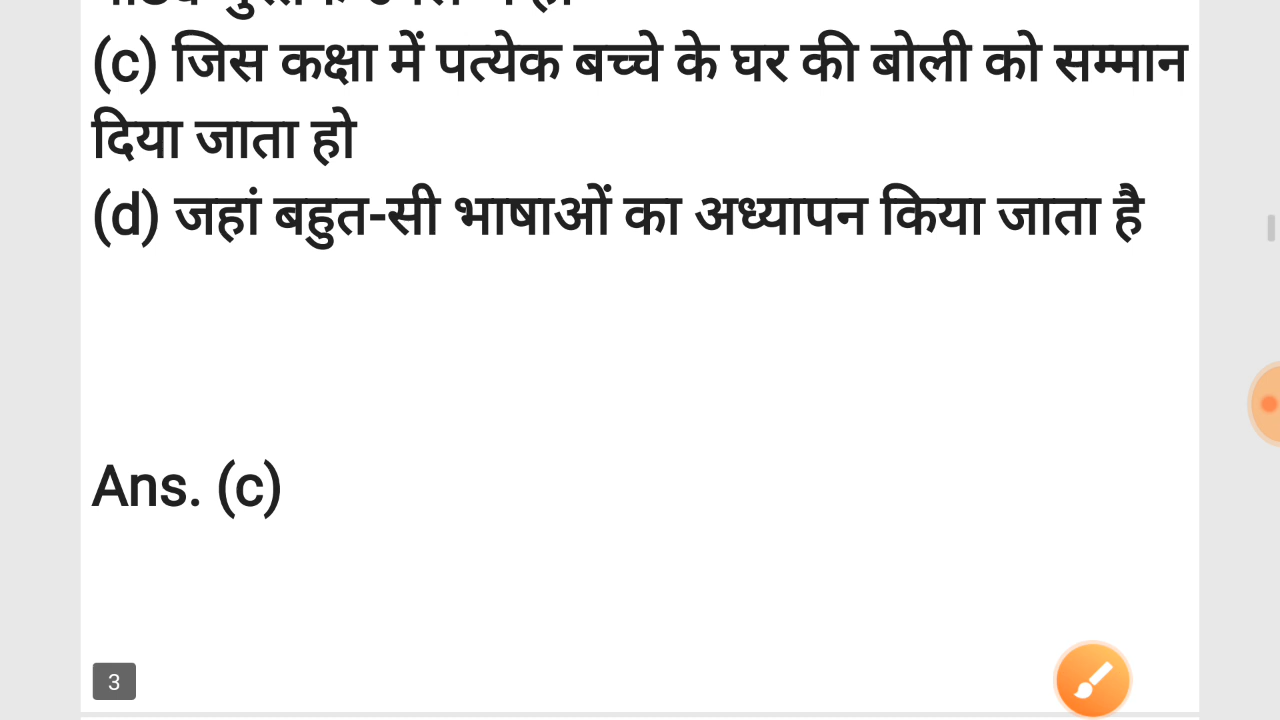 (c) जिस कक्षा में पत्येक बच्चे के घर की बोली को सम्मान
दिया जाता हो
(d) जहां बहुत-सी भाषाओं का अध्यापन किया जाता है
Ans. (c)
3